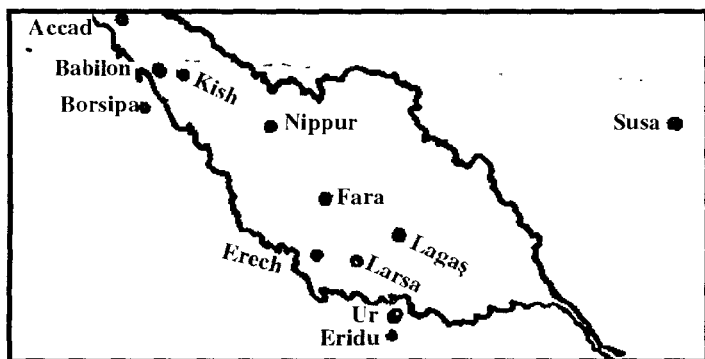 Accad
Babilon
Kish
Borsipa
Nippur
Susa
Fara
Lagaş
Erech
Larsa
Ur
Eridu